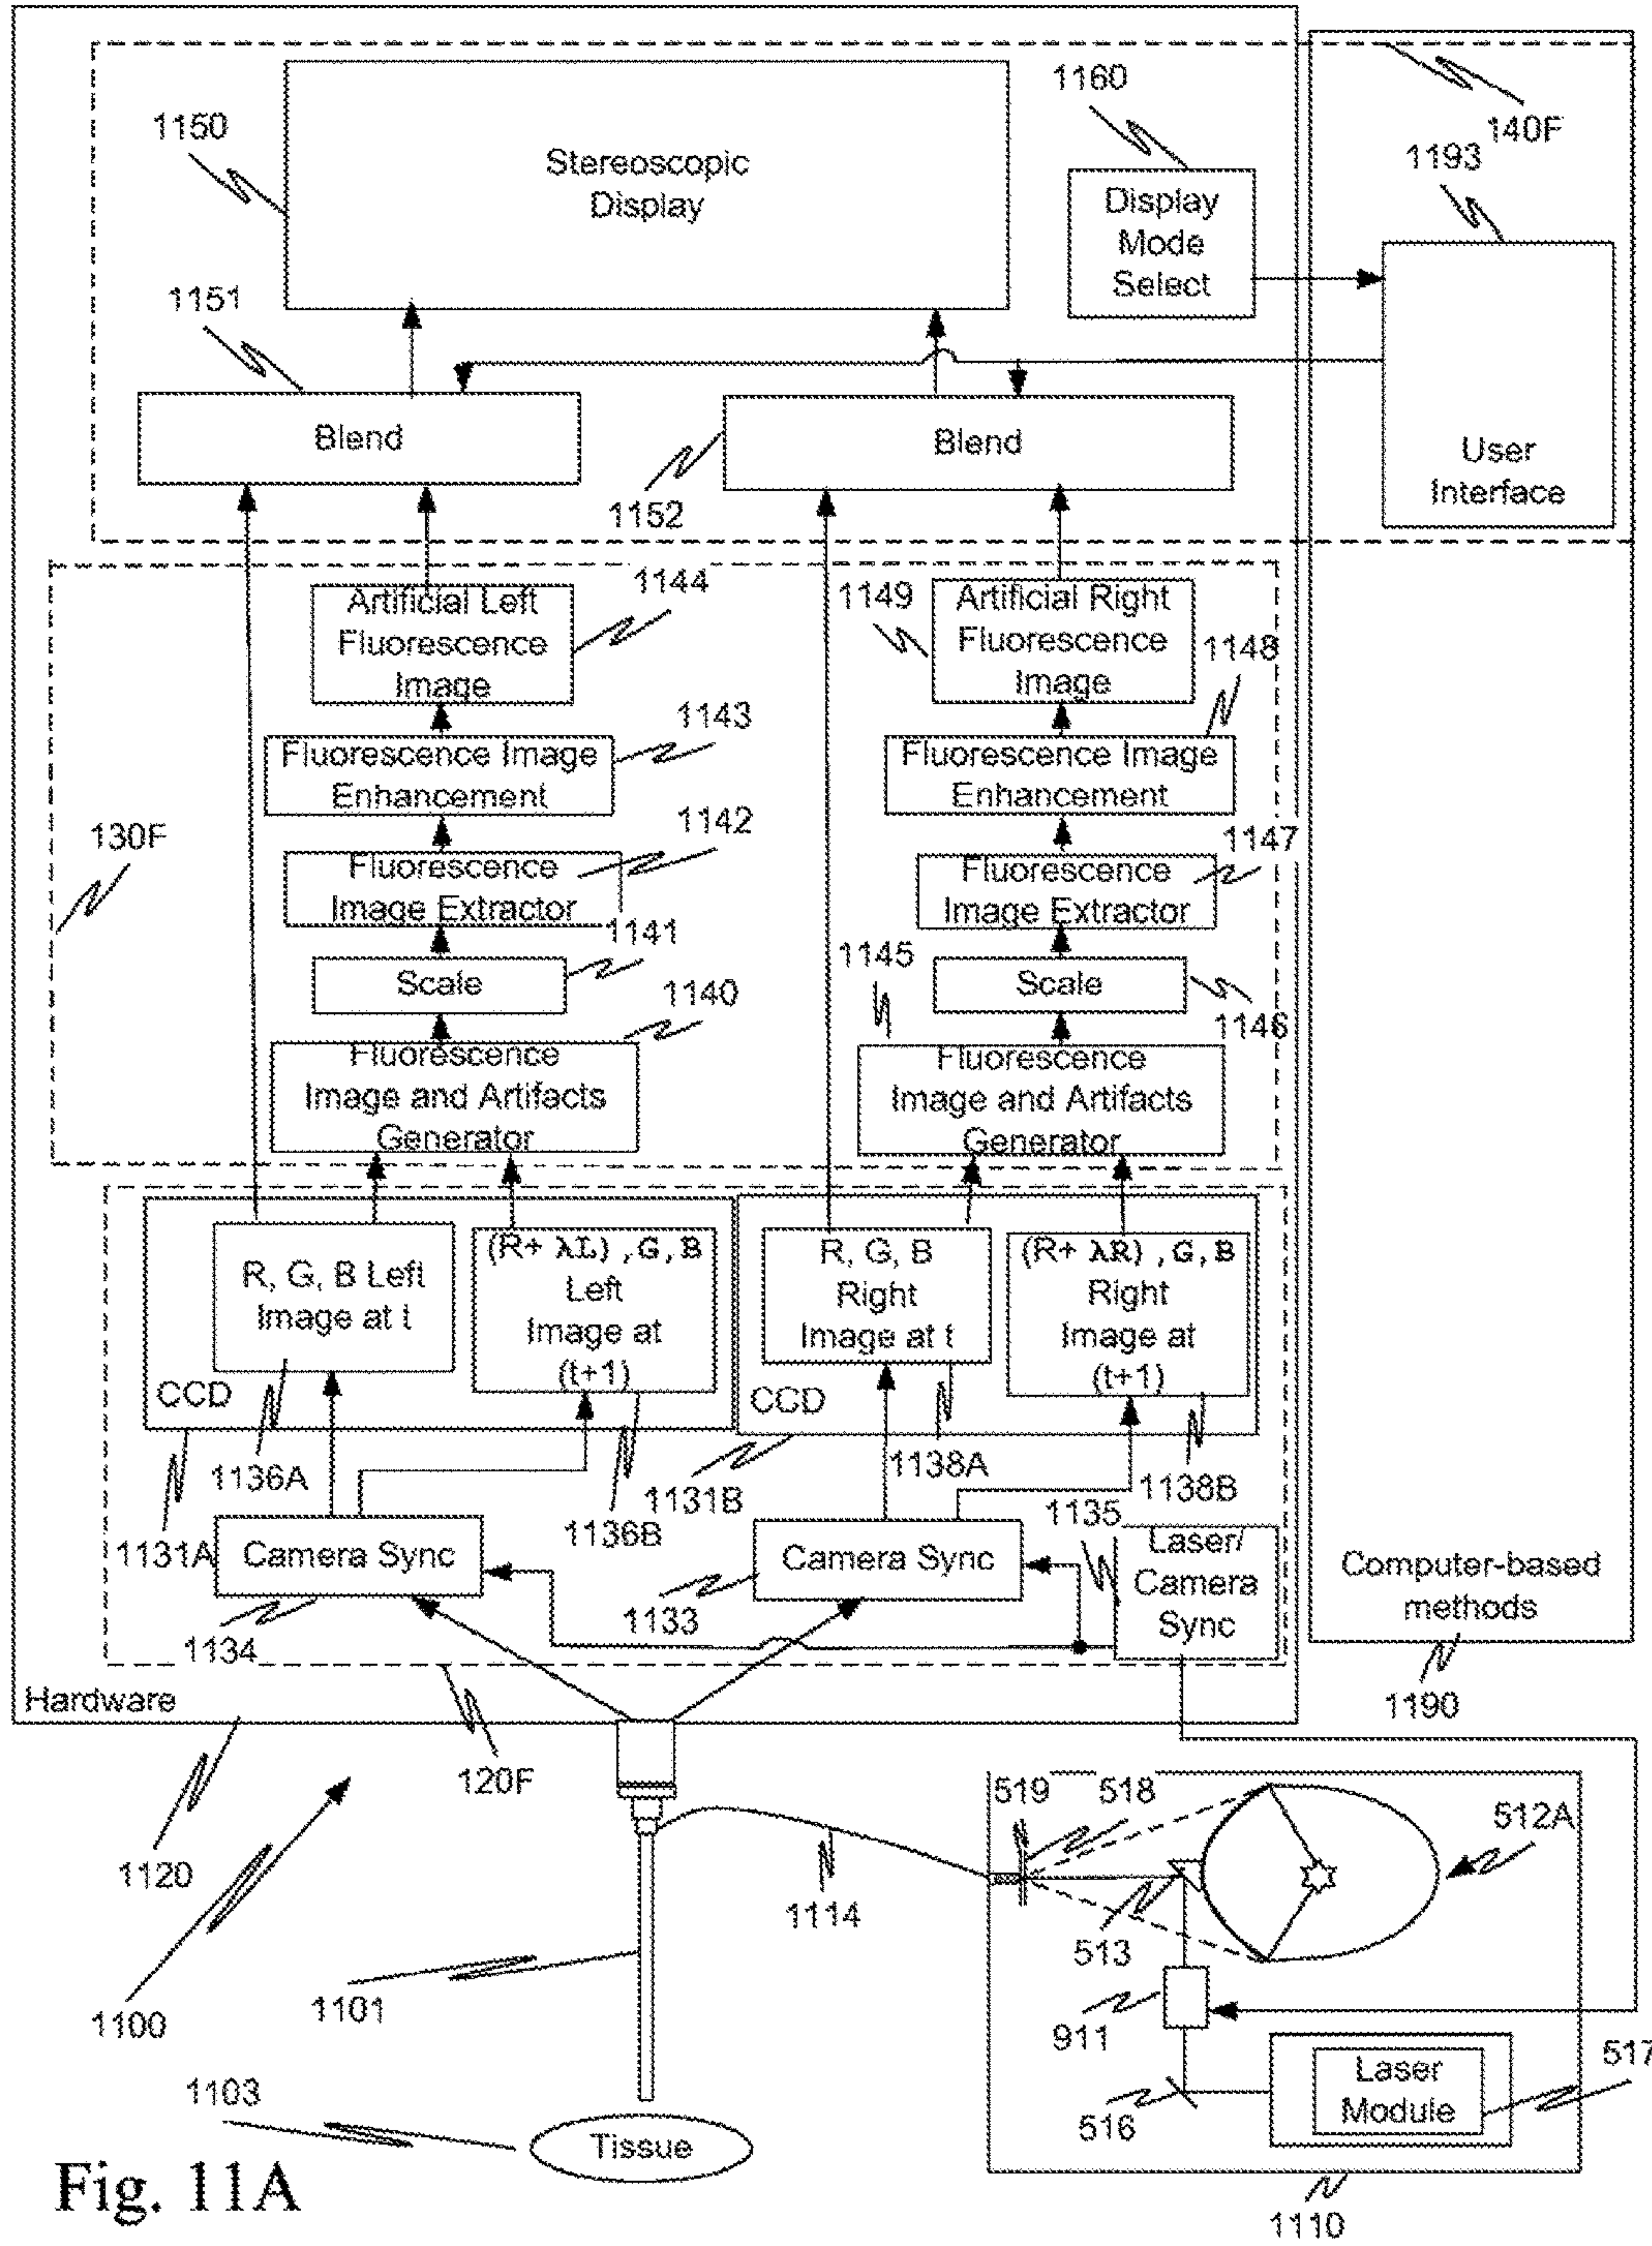 1160
140F
1150
Stereoscopic
Display
1193
Display
Mode
Select
1151
Blend
Blend
User
Interface
1152
Artificial Left
Fluorescence
Image
1144
1149
Artificial Right
Fluorescence
Image
1148
1143
Fluorescence Image
Enhancement
Fluorescence Image
Enhancement
130F
1142
1147
Fluorescence
Image Extractor
Fluorescence
Image Extractor
1141
1145
Scale
Scale
1140
1146
Fluorescence
Image and Artifacts
Generator
Fluorescence
Image and Artifacts
Generator
R, G, B Left
Image at t
(R+ λL) , G, B
Left
Image at
(t+1)
R, G, B
Right
Image at t
(R+ λR) , G, B
Right
Image at
(t+1)
CCD
CCD
1136A
1138A
1138B
1131B
1135
1136B
1131A
Camera Sync
Camera Sync
Laser/
Camera
Sync
Computer-based
methods
1133
1134
Hardware
1190
120F
519
518
512A
1120
1114
513
1101
1100
911
517
Laser
Module
1103
516
Tissue
Fig. 11A
1110